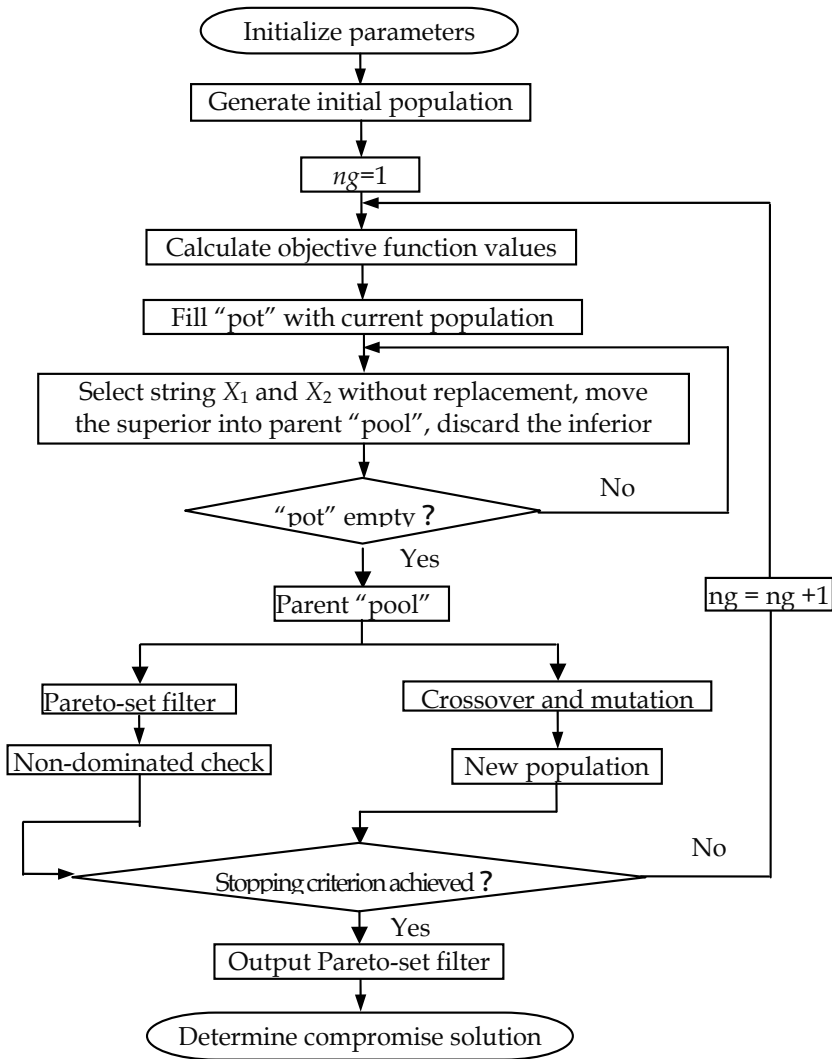 Initialize parameters
Generate initial population
ng=1
Calculate objective function values
Fill “pot” with current population
Select string X₁ and X₂ without replacement, move
the superior into parent “pool”, discard the inferior
No
“pot” empty ?
Yes
Parent “pool”
ng = ng +1
Pareto-set filter
Crossover and mutation
Non-dominated check
New population
No
Stopping criterion achieved ?
Yes
Output Pareto-set filter
Determine compromise solution